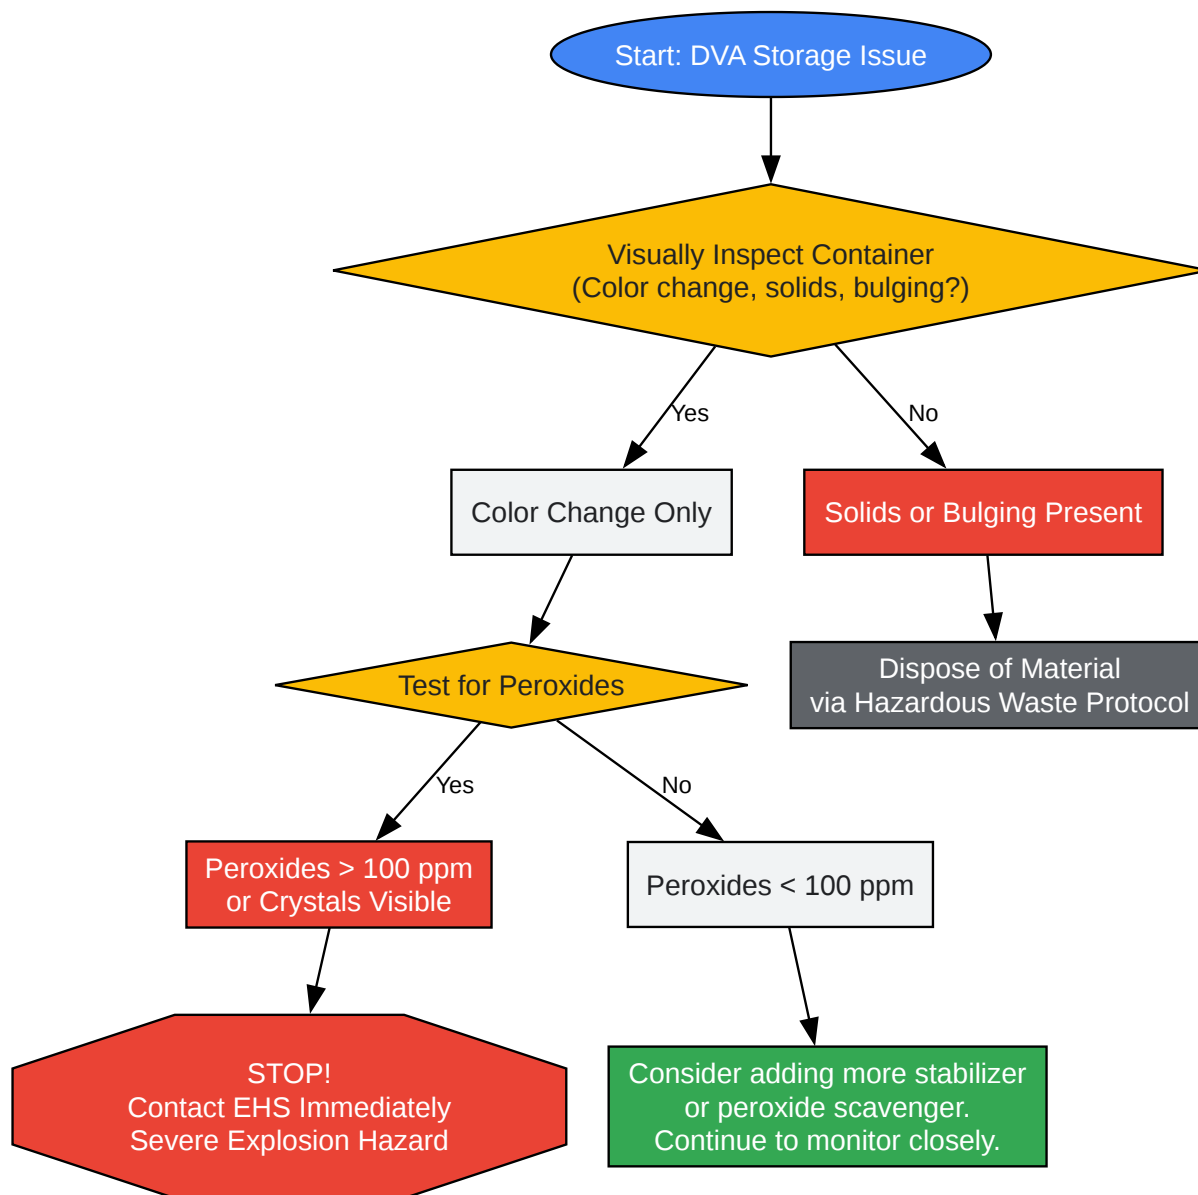 Start: DVA Storage Issue
Visually Inspect Container
(Color change, solids, bulging?)
Yes
No
Color Change Only
Solids or Bulging Present
Test for Peroxides
Dispose of Material
via Hazardous Waste Protocol
Yes
No
Peroxides > 100 ppm
or Crystals Visible
Peroxides < 100 ppm
STOP!
Contact EHS Immediately
Severe Explosion Hazard
Consider adding more stabilizer
or peroxide scavenger.
Continue to monitor closely.